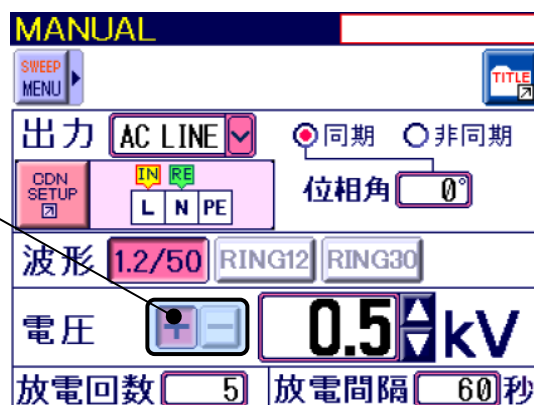 MANUAL
SWEEP
MENU
TITLE
出力 AC LINE 同期 非同期
CDN
SETUP
IN RE
L N PE
位相角 0°
波形 1.2/50 RING12 RING30
電圧 + - 0.5 kV
放電回数 5 放電間隔 60 秒